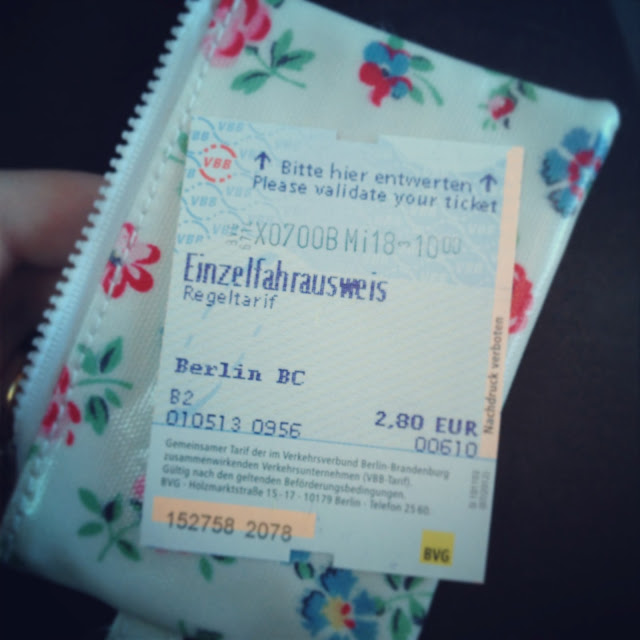 VBB
Bitte hier entwerten
Please validate your ticket
X0700B Mi18-10⁰⁰
Einzelfahrausweis
Regeltarif
Berlin BC
B2
010513 0956
2,80 EUR
00610
Nachdruck verboten
Gemeinsamer Tarif der im Verkehrsverbund Berlin-Brandenburg
zusammenwirkenden Verkehrsunternehmen (VBB-Tarif).
Gültig nach den geltenden Beförderungsbedingungen.
BVG · Holzmarktstraße 15 - 17 · 10179 Berlin · Telefon 25 60.
152758 2078
BVG